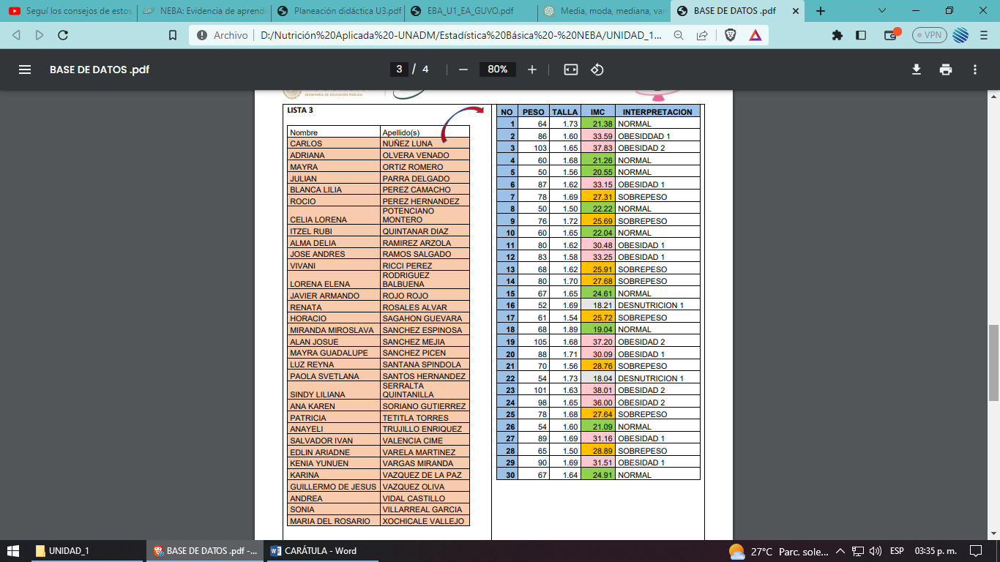 Seguí los consejos de estos
NEBA: Evidencia de aprend
Planeación didáctica U3.pdf
EBA_U1_EA_GUVO.pdf
Media, moda, mediana, var
BASE DE DATOS .pdf
Archivo
D:/Nutrición%20Aplicada%20-UNADM/Estadística%20Básica%20-%20NEBA/UNIDAD_1...
VPN
BASE DE DATOS .pdf
3 / 4
80%
SECRETARÍA DE EDUCACIÓN PÚBLICA
LISTA 3
Nombre Apellido(s)
CARLOS NUÑEZ LUNA
ADRIANA OLVERA VENADO
MAYRA ORTIZ ROMERO
JULIAN PARRA DELGADO
BLANCA LILIA PEREZ CAMACHO
ROCIO PEREZ HERNANDEZ
POTENCIANO
CELIA LORENA MONTERO
ITZEL RUBI QUINTANAR DIAZ
ALMA DELIA RAMIREZ ARZOLA
JOSE ANDRES RAMOS SALGADO
VIVANI RICCI PEREZ
RODRIGUEZ
LORENA ELENA BALBUENA
JAVIER ARMANDO ROJO ROJO
RENATA ROSALES ALVAR
HORACIO SAGAHON GUEVARA
MIRANDA MIROSLAVA SANCHEZ ESPINOSA
ALAN JOSUE SANCHEZ MEJIA
MAYRA GUADALUPE SANCHEZ PICEN
LUZ REYNA SANTANA SPINDOLA
PAOLA SVETLANA SANTOS HERNANDEZ
SERRALTA
SINDY LILIANA QUINTANILLA
ANA KAREN SORIANO GUTIERREZ
PATRICIA TETITLA TORRES
ANAYELI TRUJILLO ENRIQUEZ
SALVADOR IVAN VALENCIA CIME
EDLIN ARIADNE VARELA MARTINEZ
KENIA YUNUEN VARGAS MIRANDA
KARINA VAZQUEZ DE LA PAZ
GUILLERMO DE JESUS VAZQUEZ OLIVA
ANDREA VIDAL CASTILLO
SONIA VILLARREAL GARCIA
MARIA DEL ROSARIO XOCHICALE VALLEJO
NO PESO TALLA IMC INTERPRETACION
1 64 1.73 21.38 NORMAL
2 86 1.60 33.59 OBESIDDAD 1
3 103 1.65 37.83 OBESIDAD 2
4 60 1.68 21.26 NORMAL
5 50 1.56 20.55 NORMAL
6 87 1.62 33.15 OBESIDAD 1
7 78 1.69 27.31 SOBREPESO
8 50 1.50 22.22 NORMAL
9 76 1.72 25.69 SOBREPESO
10 60 1.65 22.04 NORMAL
11 80 1.62 30.48 OBESIDAD 1
12 83 1.58 33.25 OBESIDAD 1
13 68 1.62 25.91 SOBREPESO
14 80 1.70 27.68 SOBREPESO
15 67 1.65 24.61 NORMAL
16 52 1.69 18.21 DESNUTRICION 1
17 61 1.54 25.72 SOBREPESO
18 68 1.89 19.04 NORMAL
19 105 1.68 37.20 OBESIDAD 2
20 88 1.71 30.09 OBESIDAD 1
21 70 1.56 28.76 SOBREPESO
22 54 1.73 18.04 DESNUTRICION 1
23 101 1.63 38.01 OBESIDAD 2
24 98 1.65 36.00 OBESIDAD 2
25 78 1.68 27.64 SOBREPESO
26 54 1.60 21.09 NORMAL
27 89 1.69 31.16 OBESIDAD 1
28 65 1.50 28.89 SOBREPESO
29 90 1.69 31.51 OBESIDAD 1
30 67 1.64 24.91 NORMAL
UNIDAD_1
BASE DE DATOS .pdf -...
CARÁTULA - Word
27°C Parc. sole...
ESP
03:35 p. m.